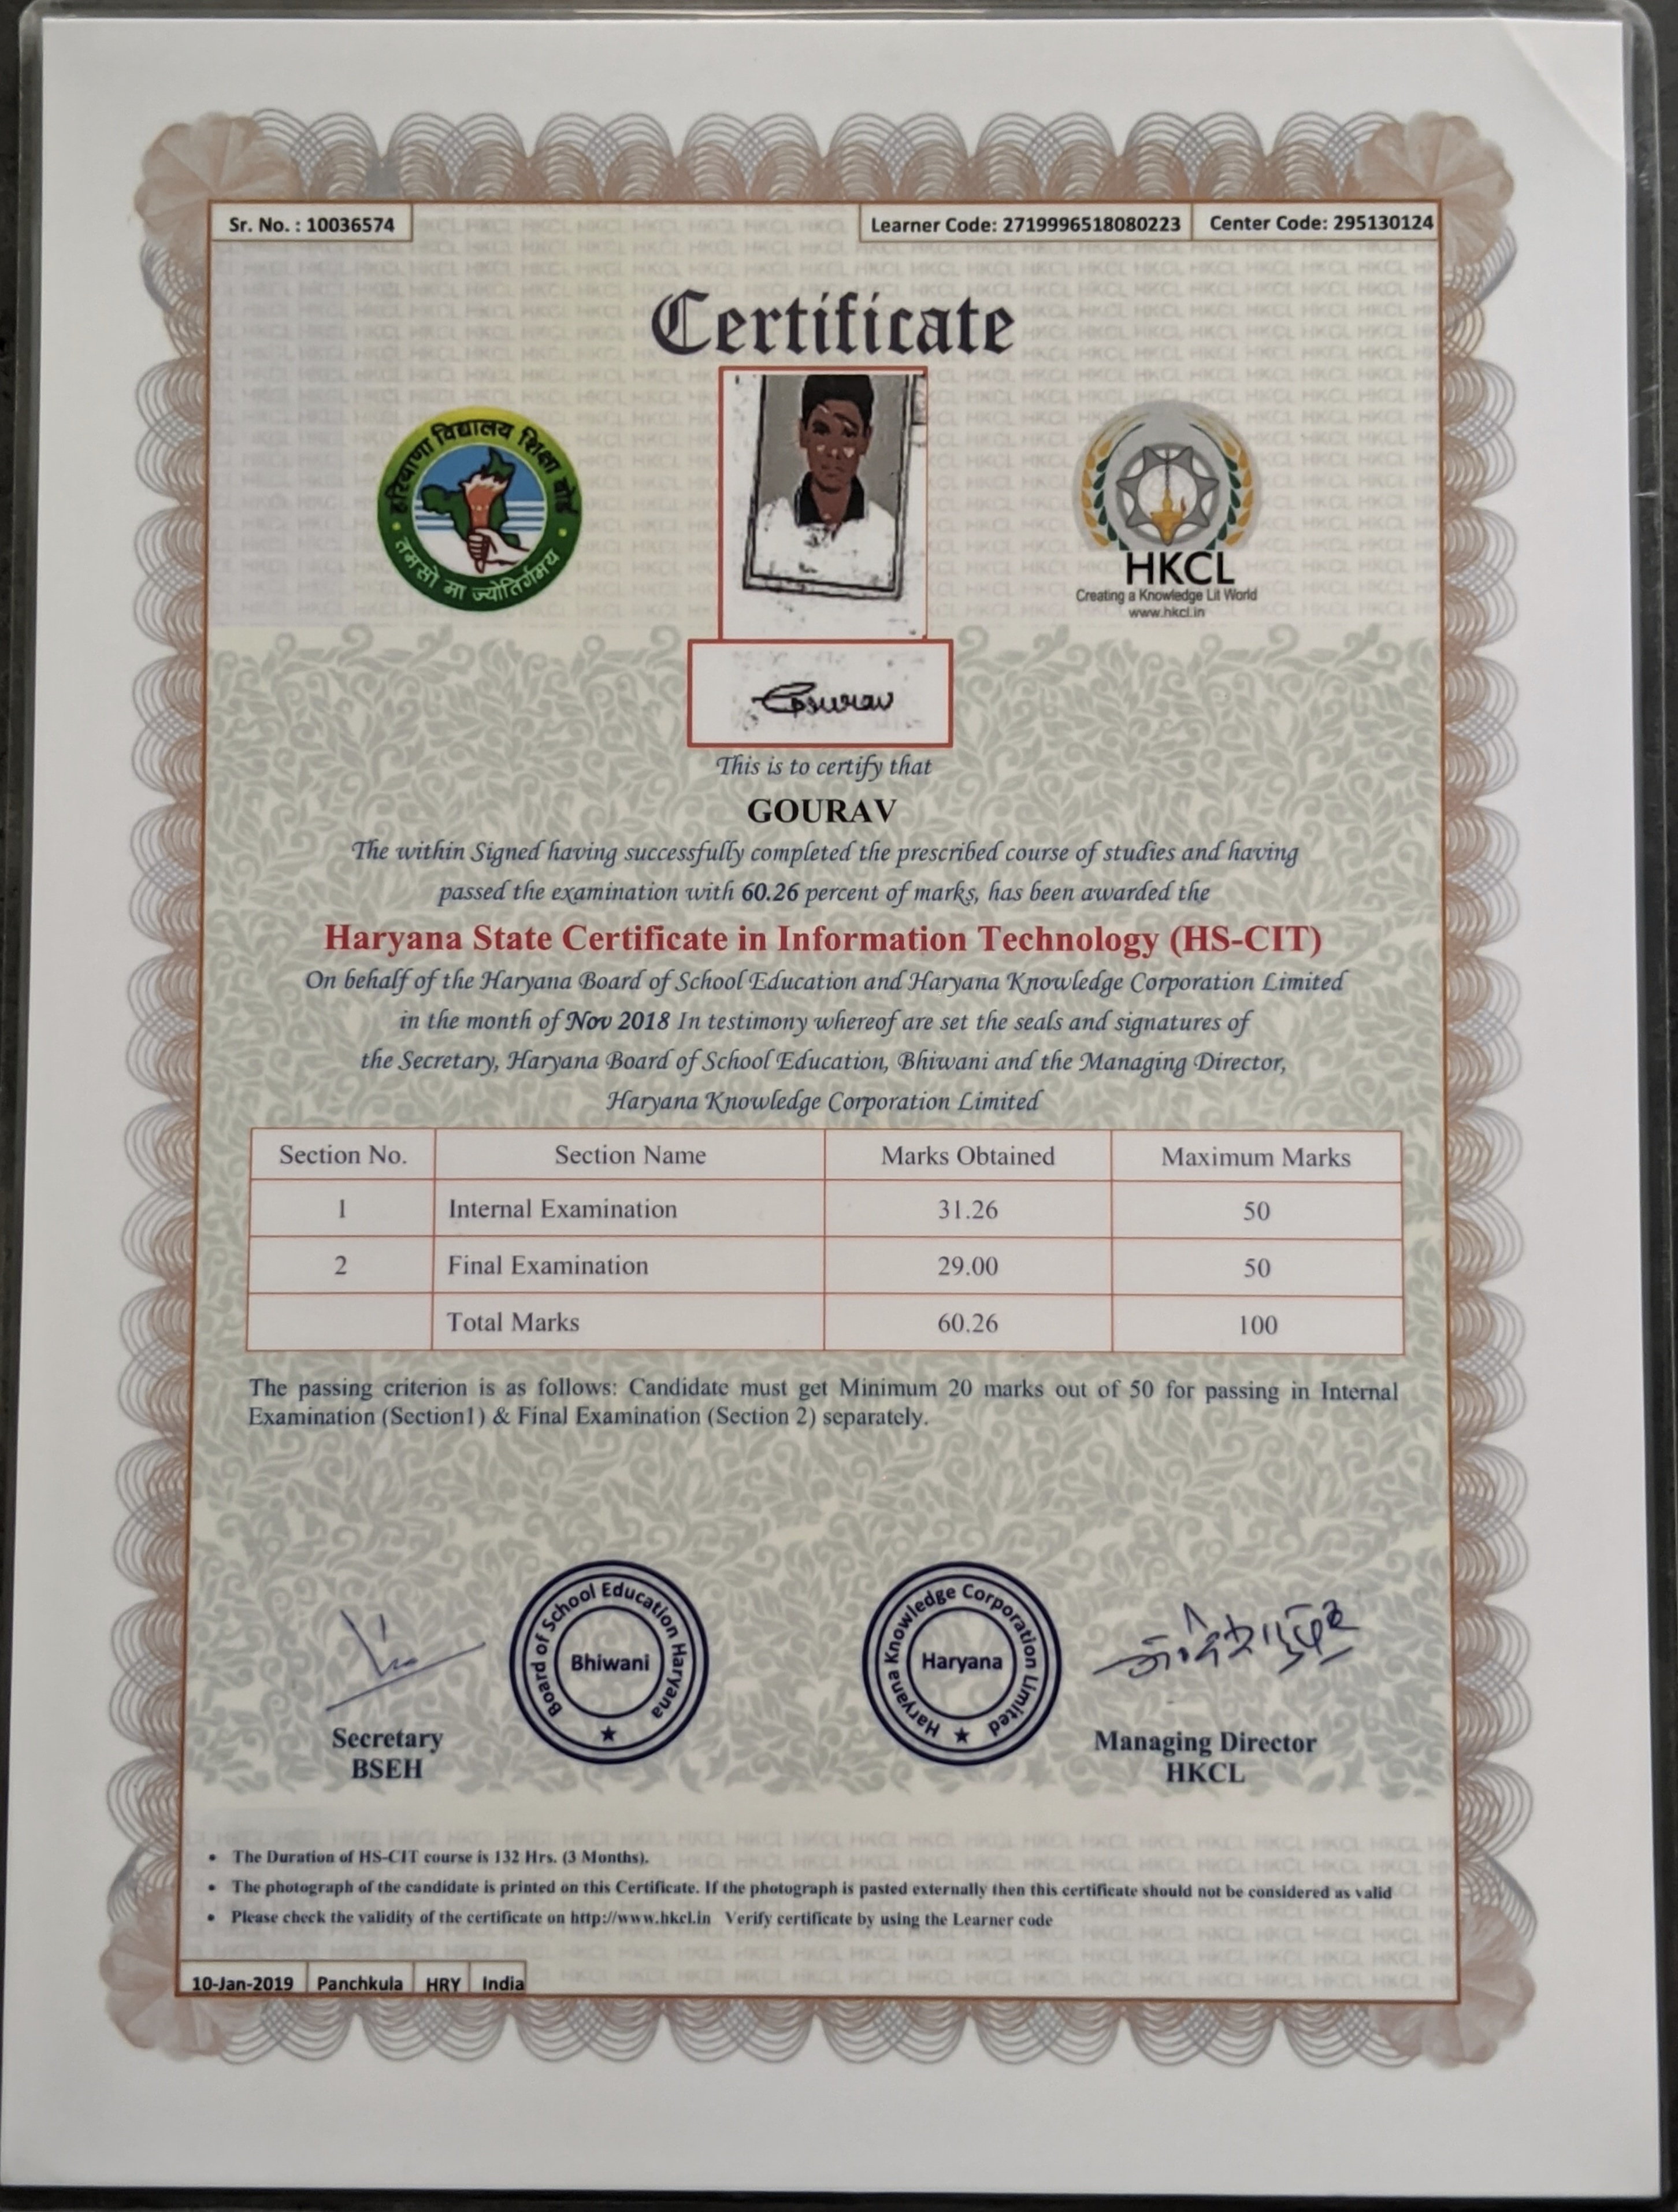 Sr. No. : 10036574
Learner Code: 2719996518080223
Center Code: 295130124
Certificate
हरियाणा विद्यालय शिक्षा बोर्ड
तमसो मा ज्योतिर्गमय
HKCL
Creating a Knowledge Lit World
www.hkcl.in
Gourav
This is to certify that
GOURAV
The within Signed having successfully completed the prescribed course of studies and having
passed the examination with 60.26 percent of marks, has been awarded the
Haryana State Certificate in Information Technology (HS-CIT)
On behalf of the Haryana Board of School Education and Haryana Knowledge Corporation Limited
in the month of Nov 2018 In testimony whereof are set the seals and signatures of
the Secretary, Haryana Board of School Education, Bhiwani and the Managing Director,
Haryana Knowledge Corporation Limited
Section No. Section Name Marks Obtained Maximum Marks
1 Internal Examination 31.26 50
2 Final Examination 29.00 50
Total Marks 60.26 100
The passing criterion is as follows: Candidate must get Minimum 20 marks out of 50 for passing in Internal
Examination (Section1) & Final Examination (Section 2) separately.
Board of School Education Haryana
Bhiwani
Haryana Knowledge Corporation Limited
Haryana
Secretary
BSEH
Managing Director
HKCL
• The Duration of HS-CIT course is 132 Hrs. (3 Months).
• The photograph of the candidate is printed on this Certificate. If the photograph is pasted externally then this certificate should not be considered as valid
• Please check the validity of the certificate on http://www.hkcl.in Verify certificate by using the Learner code
10-Jan-2019 Panchkula HRY India